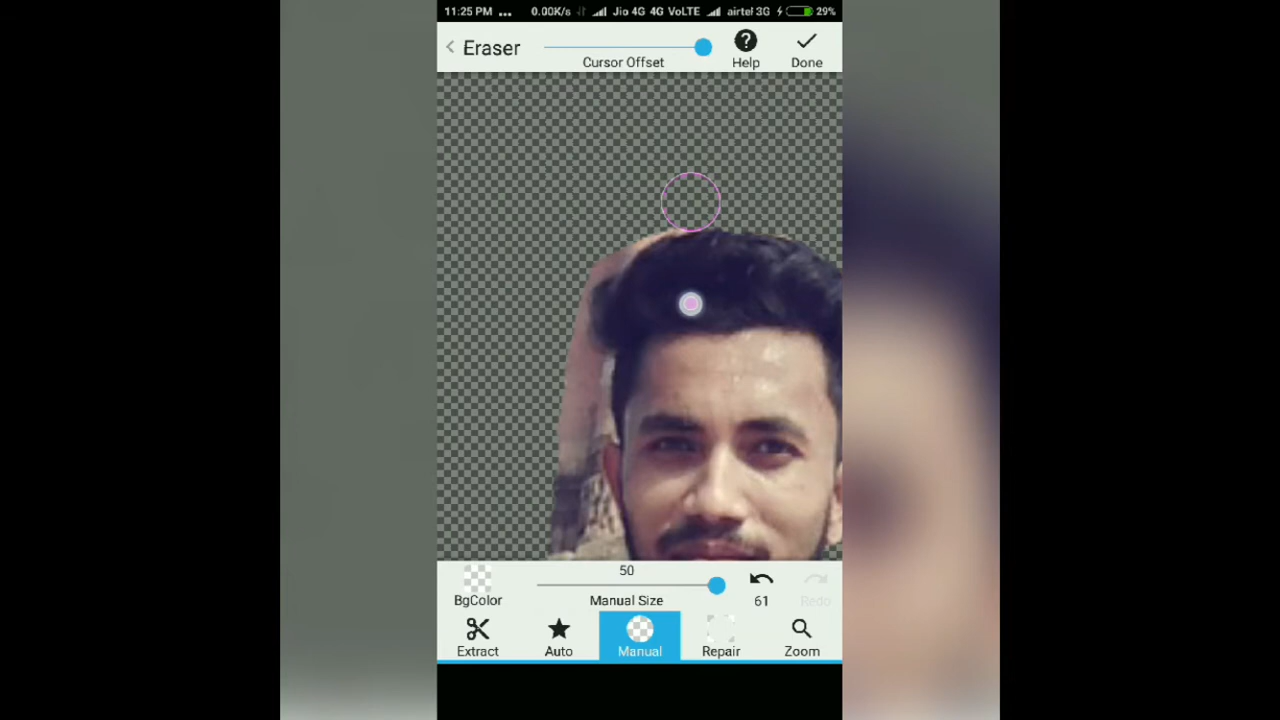 11:25 PM ... 0.00K/s Jio 4G 4G VoLTE airtel 3G 29%
Eraser
Cursor Offset
Help
Done
50
BgColor
Manual Size
61
Redo
Extract
Auto
Manual
Repair
Zoom